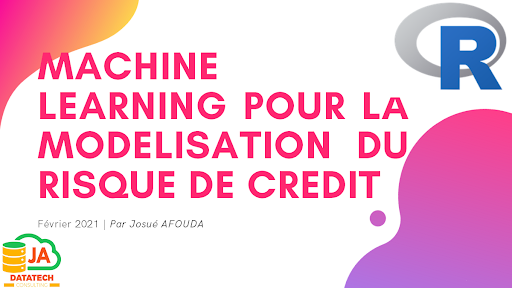 R
MACHINE
LEARNING POUR LA
MODELISATION DU
RISQUE DE CREDIT
Février 2021 | Par Josué AFOUDA
JA
DATATECH
CONSULTING